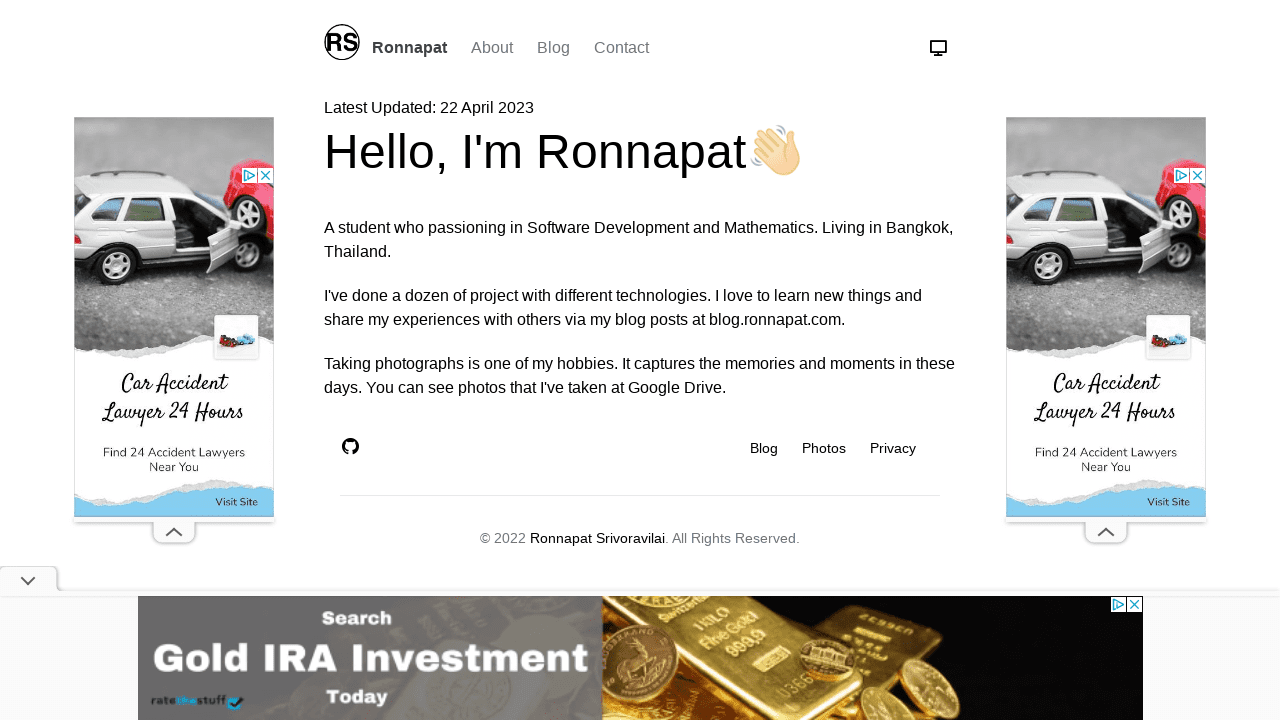 RS Ronnapat About Blog Contact
Latest Updated: 22 April 2023
Hello, I'm Ronnapat
A student who passioning in Software Development and Mathematics. Living in Bangkok,
Thailand.
I've done a dozen of project with different technologies. I love to learn new things and
share my experiences with others via my blog posts at blog.ronnapat.com.
Taking photographs is one of my hobbies. It captures the memories and moments in these
days. You can see photos that I've taken at Google Drive.
Blog Photos Privacy
© 2022 Ronnapat Srivoravilai. All Rights Reserved.
Car Accident
Lawyer 24 Hours
Find 24 Accident Lawyers
Near You
Visit Site
Car Accident
Lawyer 24 Hours
Find 24 Accident Lawyers
Near You
Visit Site
Search
Gold IRA Investment
Today
FINE GOLD
999,9